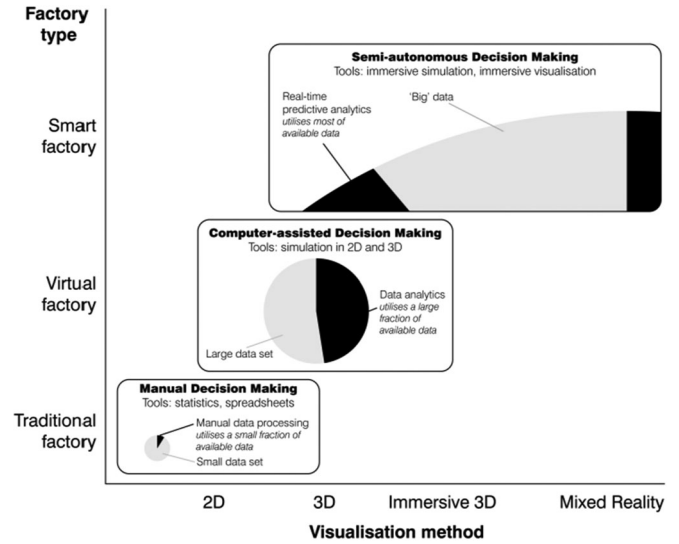 Factory
type
Semi-autonomous Decision Making
Tools: immersive simulation, immersive visualisation
Real-time
predictive analytics
utilises most of
available data
'Big' data
Smart
factory
Computer-assisted Decision Making
Tools: simulation in 2D and 3D
Virtual
factory
Data analytics
utilises a large
fraction of
available data
Large data set
Manual Decision Making
Tools: statistics, spreadsheets
Traditional
factory
Manual data processing
utilises a small fraction of
available data
Small data set
2D 3D Immersive 3D Mixed Reality
Visualisation method